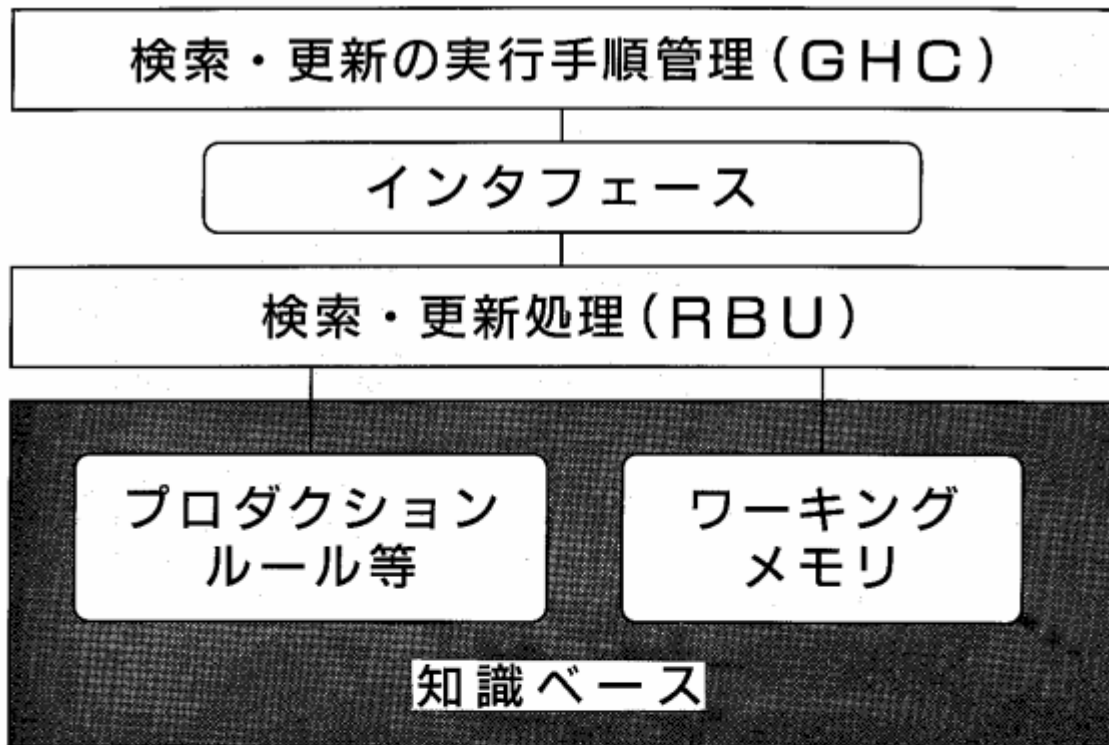 検索・更新の実行手順管理(GHC)
インタフェース
検索・更新処理(RBU)
プロダクション
ルール等
ワーキング
メモリ
知識ベース